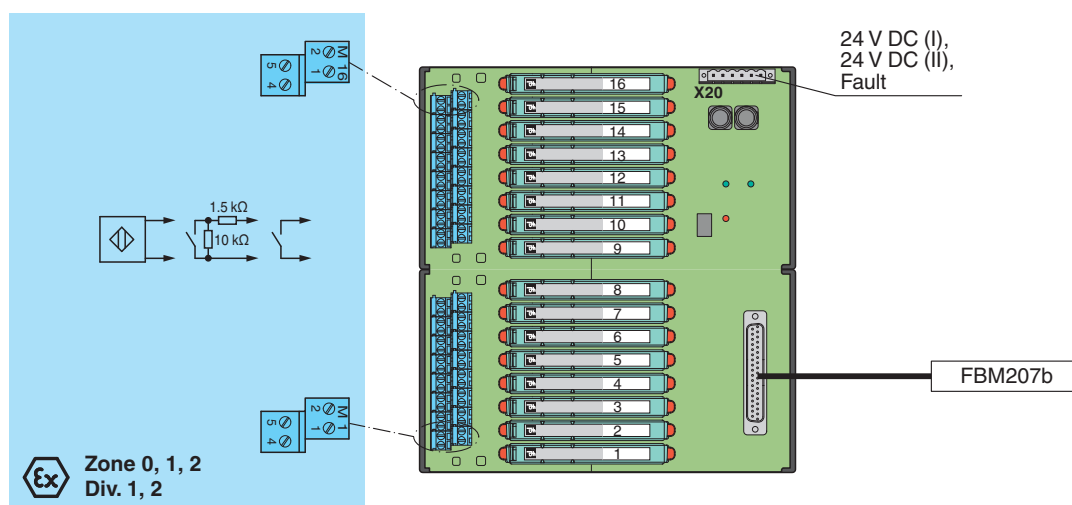 24 V DC (I),
24 V DC (II),
Fault
X20
M 16
2 1
5 4
16
15
14
13
12
11
10
9
1.5 kΩ
10 kΩ
8
7
6
5
4
3
2
1
FBM207b
M 1
2 1
5 4
Ex
Zone 0, 1, 2
Div. 1, 2